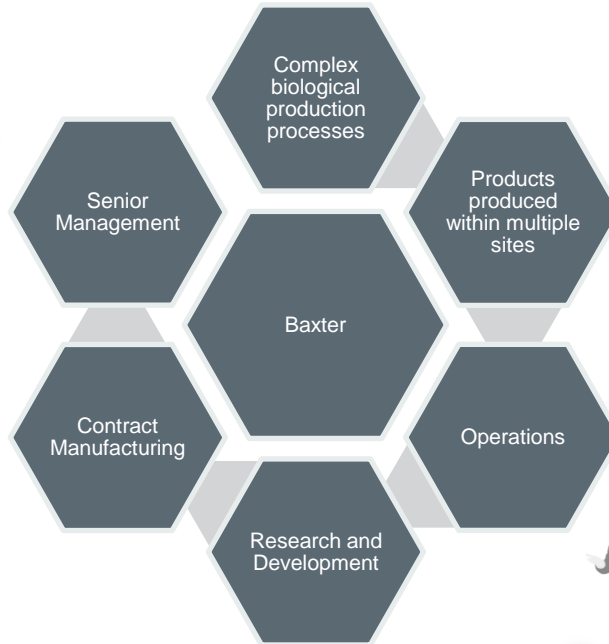 Complex
biological
production
processes
Products
produced
within multiple
sites
Operations
Research and
Development
Contract
Manufacturing
Senior
Management
Baxter